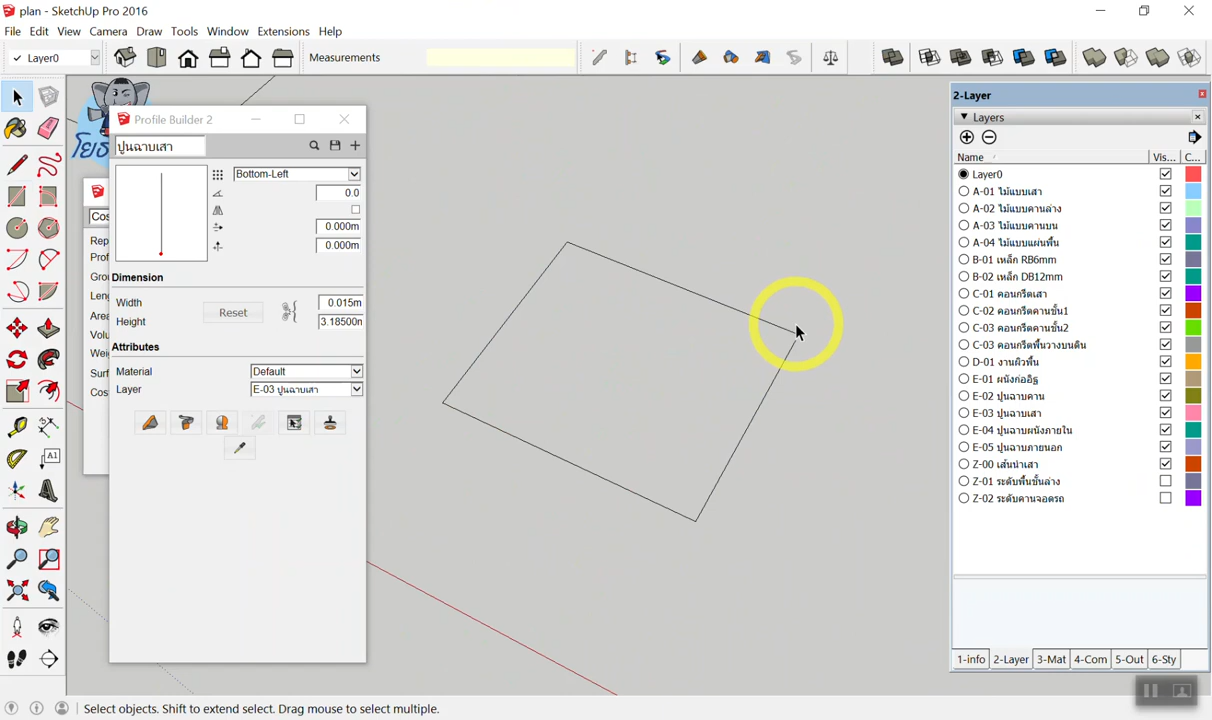 plan - SketchUp Pro 2016
File Edit View Camera Draw Tools Window Extensions Help
Layer0
Measurements
2-Layer
Layers
Name Vis... C...
Layer0
A-01 ไม้แบบเสา
A-02 ไม้แบบคานล่าง
A-03 ไม้แบบคานบน
A-04 ไม้แบบแผ่นพื้น
B-01 เหล็ก RB6mm
B-02 เหล็ก DB12mm
C-01 คอนกรีตเสา
C-02 คอนกรีตคานชั้น1
C-03 คอนกรีตคานชั้น2
C-03 คอนกรีตพื้นวางบนดิน
D-01 งานผิวพื้น
E-01 ผนังก่ออิฐ
E-02 ปูนฉาบคาน
E-03 ปูนฉาบเสา
E-04 ปูนฉาบผนังภายใน
E-05 ปูนฉาบภายนอก
Z-00 เส้นนำเสา
Z-01 ระดับพื้นชั้นล่าง
Z-02 ระดับคานจอดรถ
1-info 2-Layer 3-Mat 4-Com 5-Out 6-Sty
Profile Builder 2
ปูนฉาบเสา
Bottom-Left
0.0
0.000m
0.000m
Dimension
Width 0.015m
Reset
Height 3.18500m
Attributes
Material Default
Layer E-03 ปูนฉาบเสา
โยธ
Cos
Rep
Prof
Grou
Leng
Area
Volu
Weig
Surf
Cos
A1
Select objects. Shift to extend select. Drag mouse to select multiple.